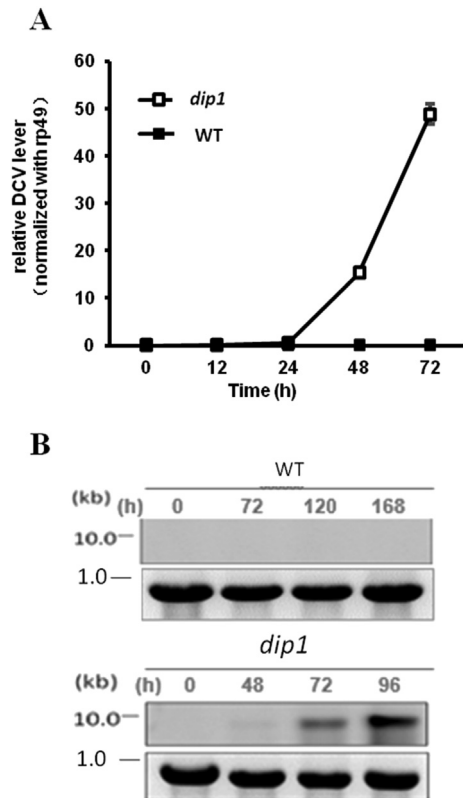 A
dip1
WT
relative DCV lever
（normalized with rp49）
60
50
40
30
20
10
0
0 12 24 48 72
Time (h)
B
WT
(kb) (h) 0 72 120 168
10.0
1.0
dip1
(kb) (h) 0 48 72 96
10.0
1.0